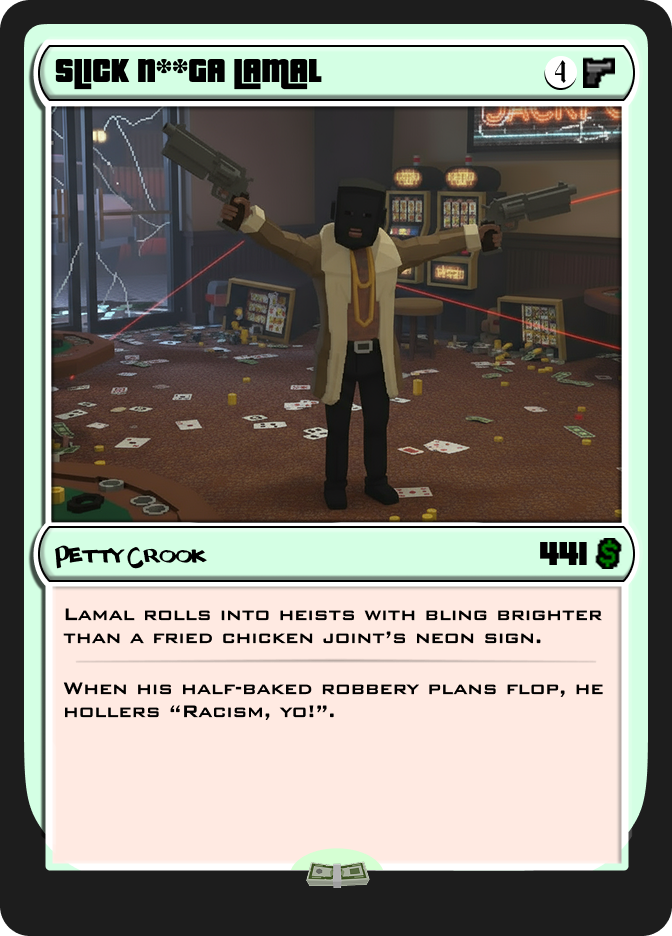 Slick N**ga Lamal
4
JACKPO
Petty Crook
441
Lamal rolls into heists with bling brighter
than a fried chicken joint’s neon sign.
When his half-baked robbery plans flop, he
hollers “Racism, yo!”.